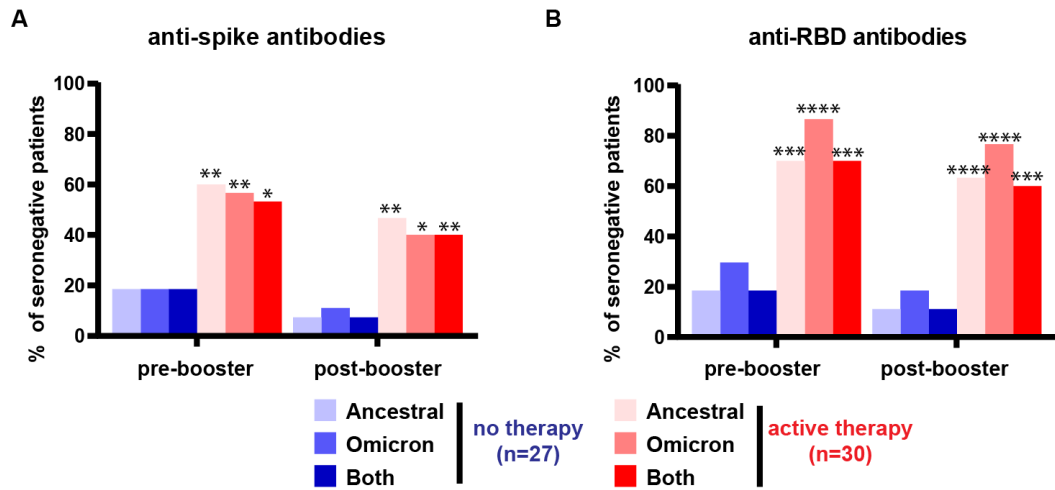 A
anti-spike antibodies
% of seronegative patients
100
80
60
40
20
0
** ** *
** * **
pre-booster post-booster
B
anti-RBD antibodies
% of seronegative patients
100
80
60
40
20
0
*** **** ***
**** **** ***
pre-booster post-booster
Ancestral
Omicron
Both
no therapy
(n=27)
Ancestral
Omicron
Both
active therapy
(n=30)